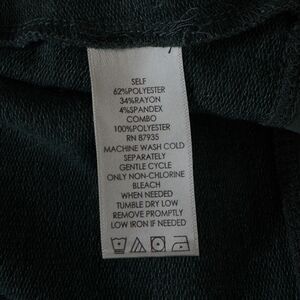 SELF
62%POLYESTER
34%RAYON
4%SPANDEX
COMBO
100%POLYESTER
RN 87935
MACHINE WASH COLD
SEPARATELY
GENTLE CYCLE
ONLY NON-CHLORINE
BLEACH
WHEN NEEDED
TUMBLE DRY LOW
REMOVE PROMPTLY
LOW IRON IF NEEDED